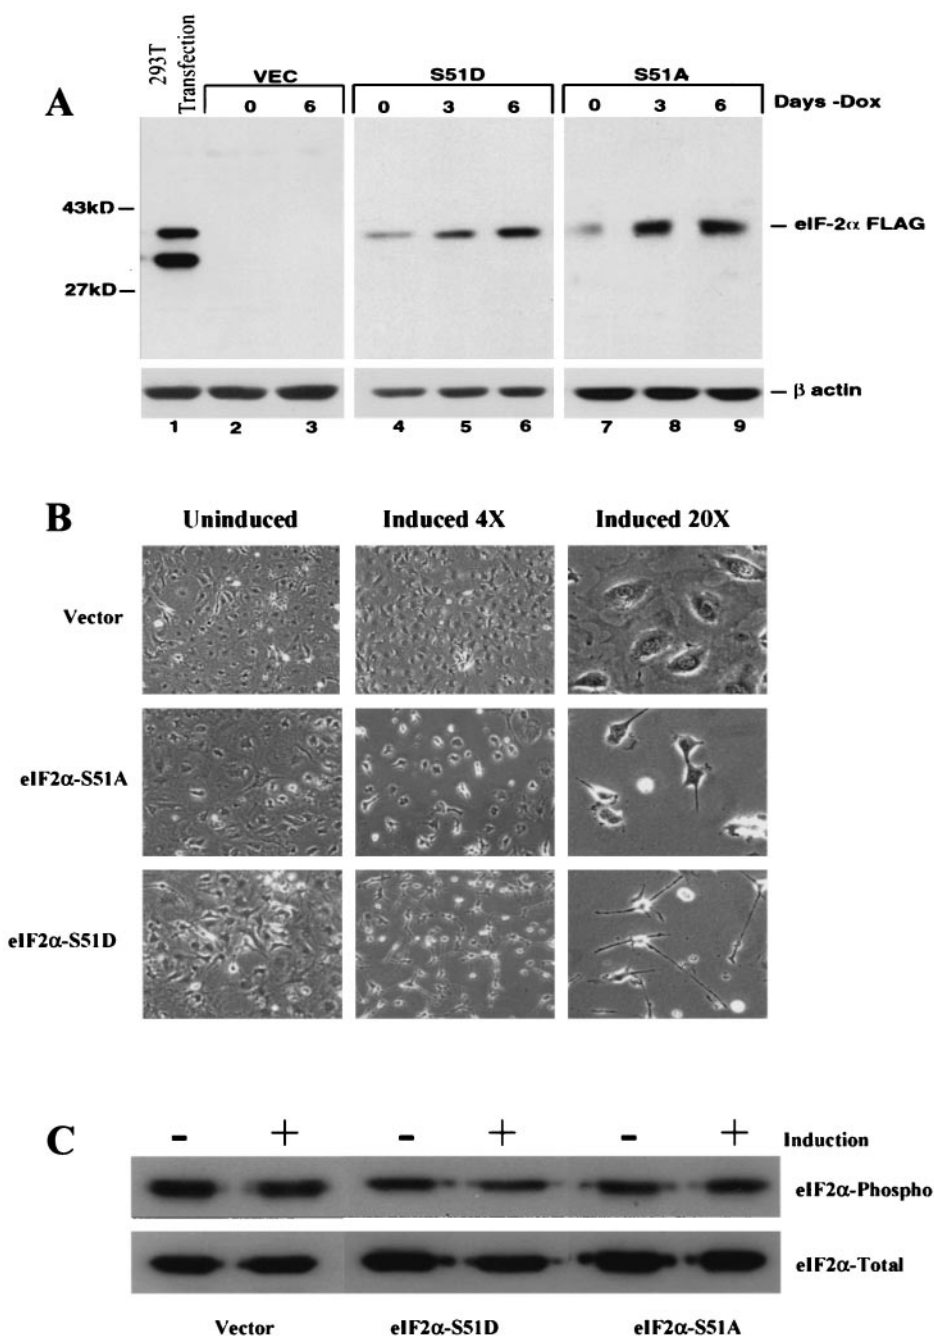 293T
Transfection
VEC
S51D
S51A
A
0 6 0 3 6 0 3 6 Days -Dox
43kD
eIF-2α FLAG
27kD
β actin
1 2 3 4 5 6 7 8 9
B
Uninduced Induced 4X Induced 20X
Vector
eIF2α-S51A
eIF2α-S51D
C
- + - + - + Induction
eIF2α-Phospho
eIF2α-Total
Vector eIF2α-S51D eIF2α-S51A